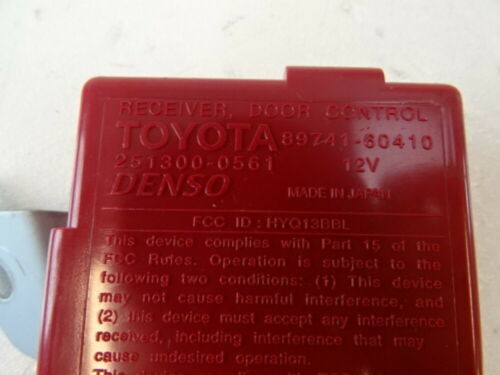 RECEIVER, DOOR CONTROL
TOYOTA 89741-60410
251300-0561 12V
DENSO MADE IN JAPAN
FCC ID : HYQ13BBL
This device complies with Part 15 of the
FCC Rules. Operation is subject to the
following two conditions: (1) This device
may not cause harmful interference, and
(2) this device must accept any interference
received, including interference that may
cause undesired operation.
This device